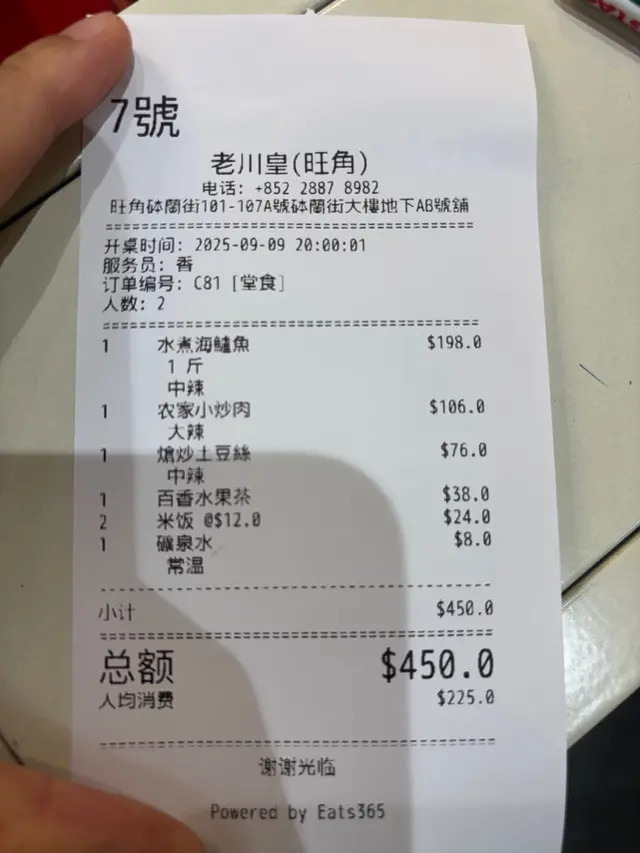 7號
老川皇(旺角)
电话: +852 2887 8982
旺角砵蘭街101-107A號砵蘭街大樓地下AB號舖
开桌时间: 2025-09-09 20:00:01
服务员: 香
订单编号: C81 [堂食]
人数: 2
1 水煮海鱸魚 $198.0
1 斤
中辣
1 农家小炒肉 $106.0
大辣
1 熗炒土豆絲 $76.0
中辣
1 百香水果茶 $38.0
2 米饭 @$12.0 $24.0
1 礦泉水 $8.0
常温
小计 $450.0
总额 $450.0
人均消费 $225.0
谢谢光临
Powered by Eats365